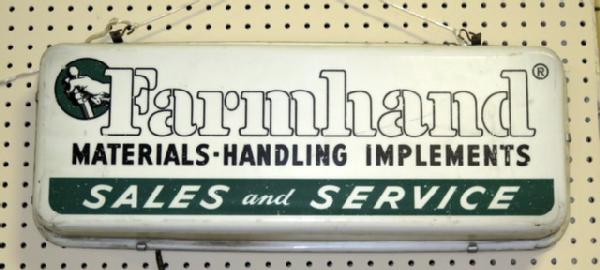 Farmhand®
MATERIALS-HANDLING IMPLEMENTS
SALES and SERVICE